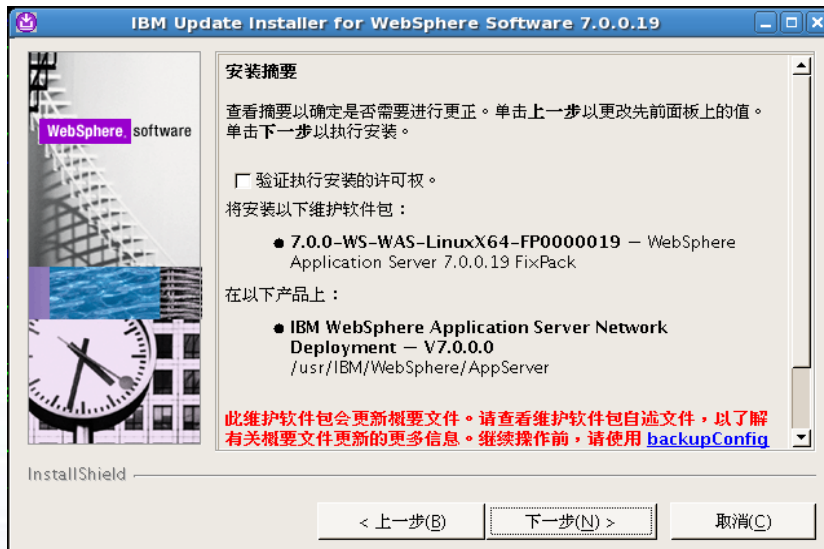 IBM Update Installer for WebSphere Software 7.0.0.19
WebSphere. software
安装摘要
查看摘要以确定是否需要进行更正。单击上一步以更改先前面板上的值。
单击下一步以执行安装。
验证执行安装的许可权。
将安装以下维护软件包：
● 7.0.0-WS-WAS-LinuxX64-FP0000019 — WebSphere
Application Server 7.0.0.19 FixPack
在以下产品上：
● IBM WebSphere Application Server Network
Deployment — V7.0.0.0
/usr/IBM/WebSphere/AppServer
此维护软件包会更新概要文件。请查看维护软件包自述文件，以了解
有关概要文件更新的更多信息。继续操作前，请使用 backupConfig
InstallShield
< 上一步(B)
下一步(N) >
取消(C)